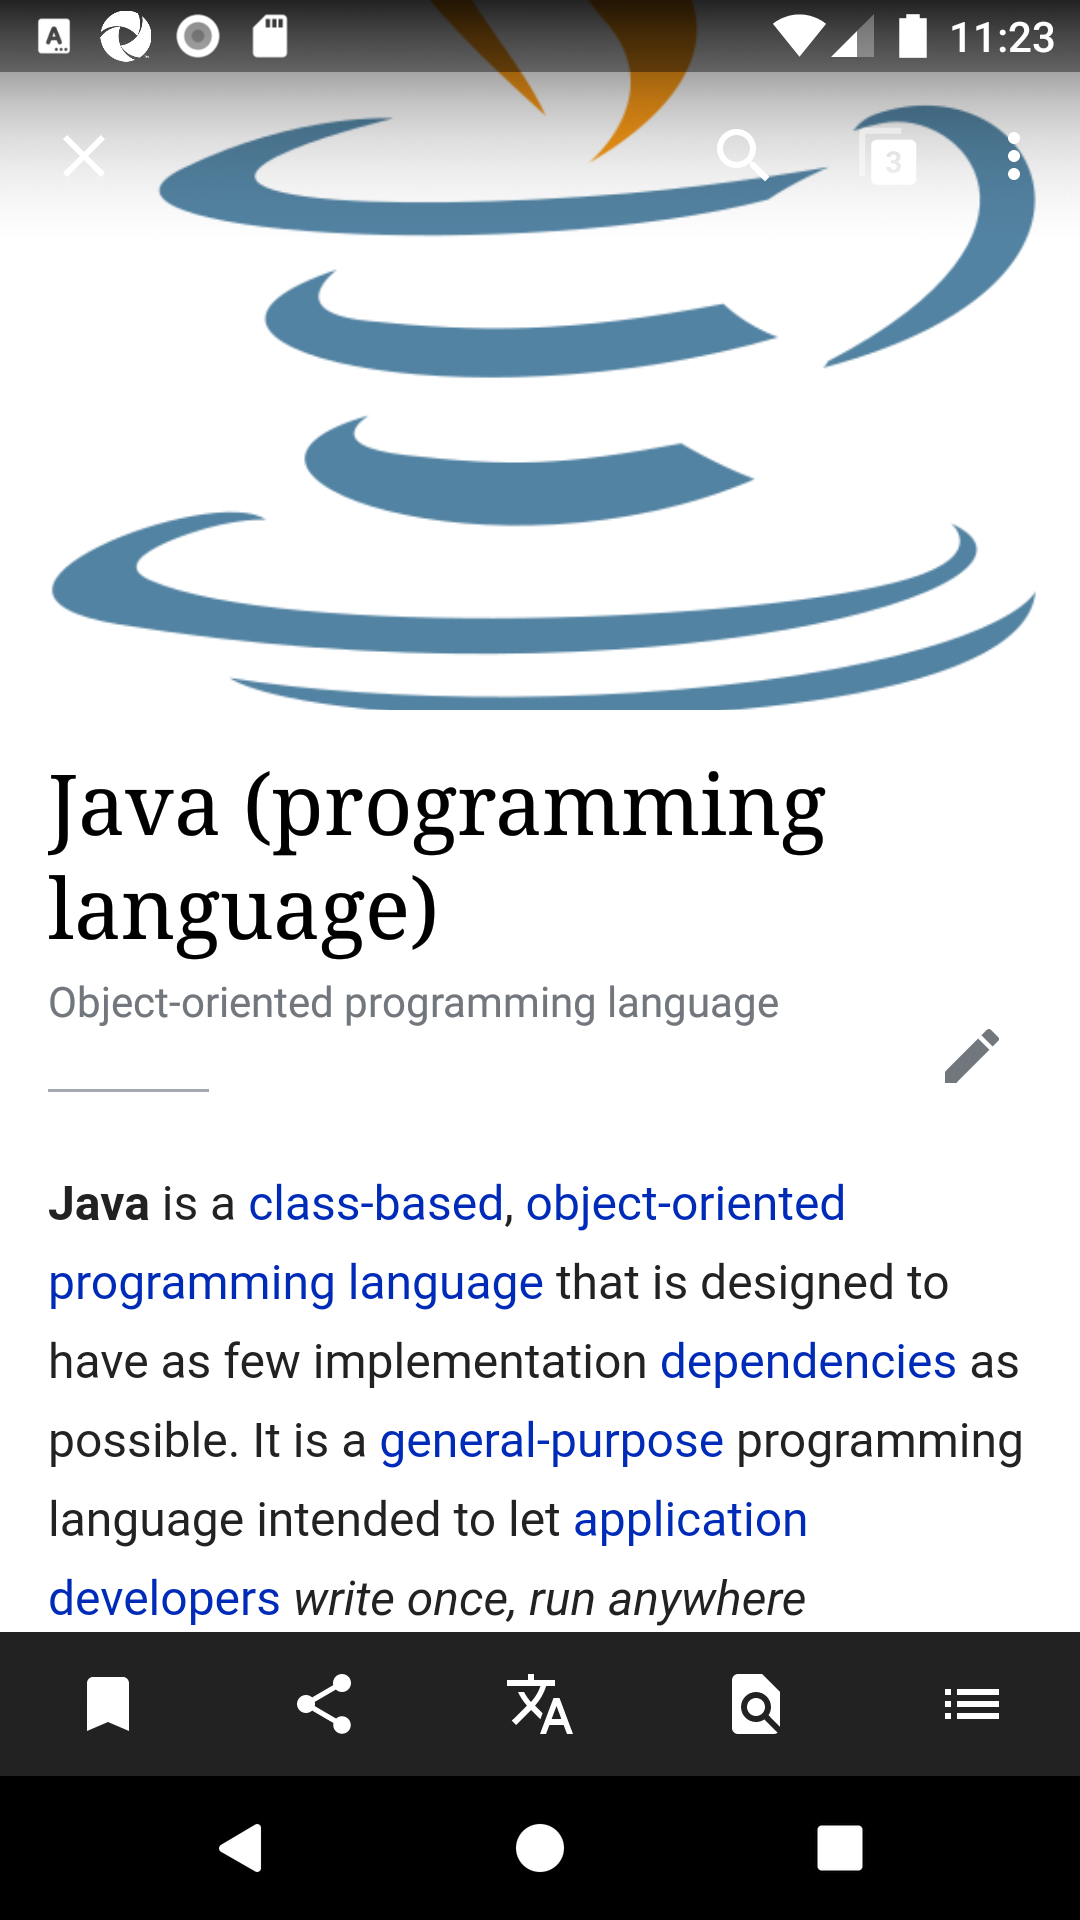 11:23
3
Java (programming
language)
Object-oriented programming language
Java is a class-based, object-oriented
programming language that is designed to
have as few implementation dependencies as
possible. It is a general-purpose programming
language intended to let application
developers write once, run anywhere